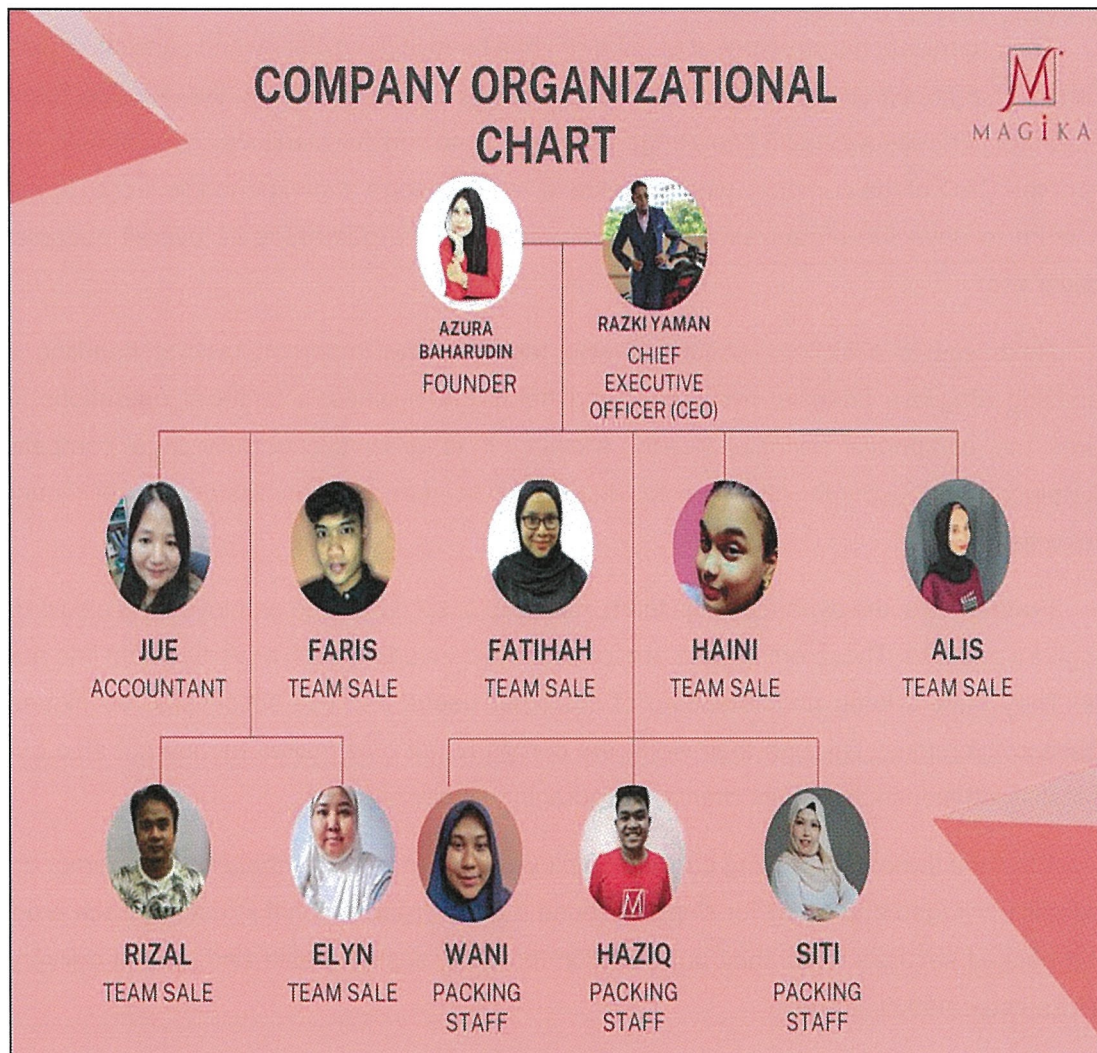 COMPANY ORGANIZATIONAL
CHART
MAGiKA
AZURA
BAHARUDIN
FOUNDER
RAZKI YAMAN
CHIEF
EXECUTIVE
OFFICER (CEO)
JUE
ACCOUNTANT
FARIS
TEAM SALE
FATIHAH
TEAM SALE
HAINI
TEAM SALE
ALIS
TEAM SALE
RIZAL
TEAM SALE
ELYN
TEAM SALE
WANI
PACKING
STAFF
HAZIQ
PACKING
STAFF
SITI
PACKING
STAFF